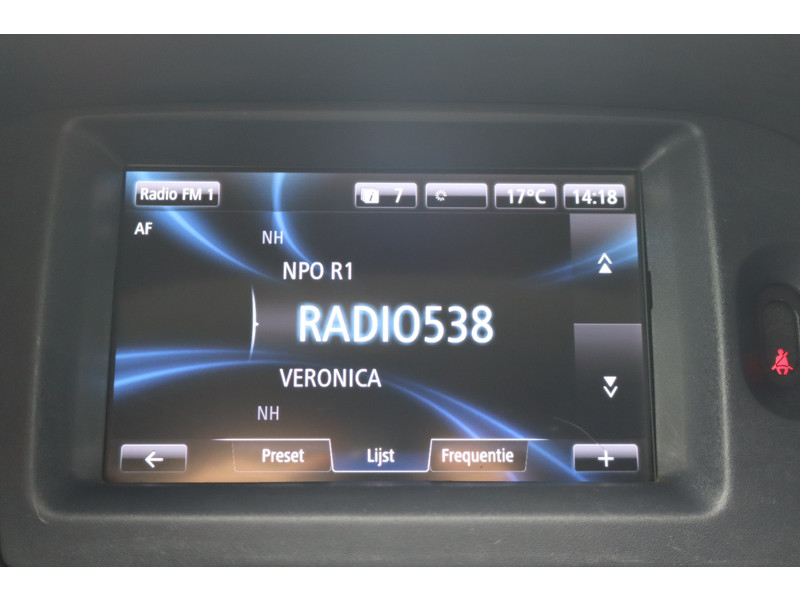 Radio FM 1 7 17°C 14:18
AF
NH
NPO R1
RADIO538
VERONICA
NH
Preset Lijst Frequentie